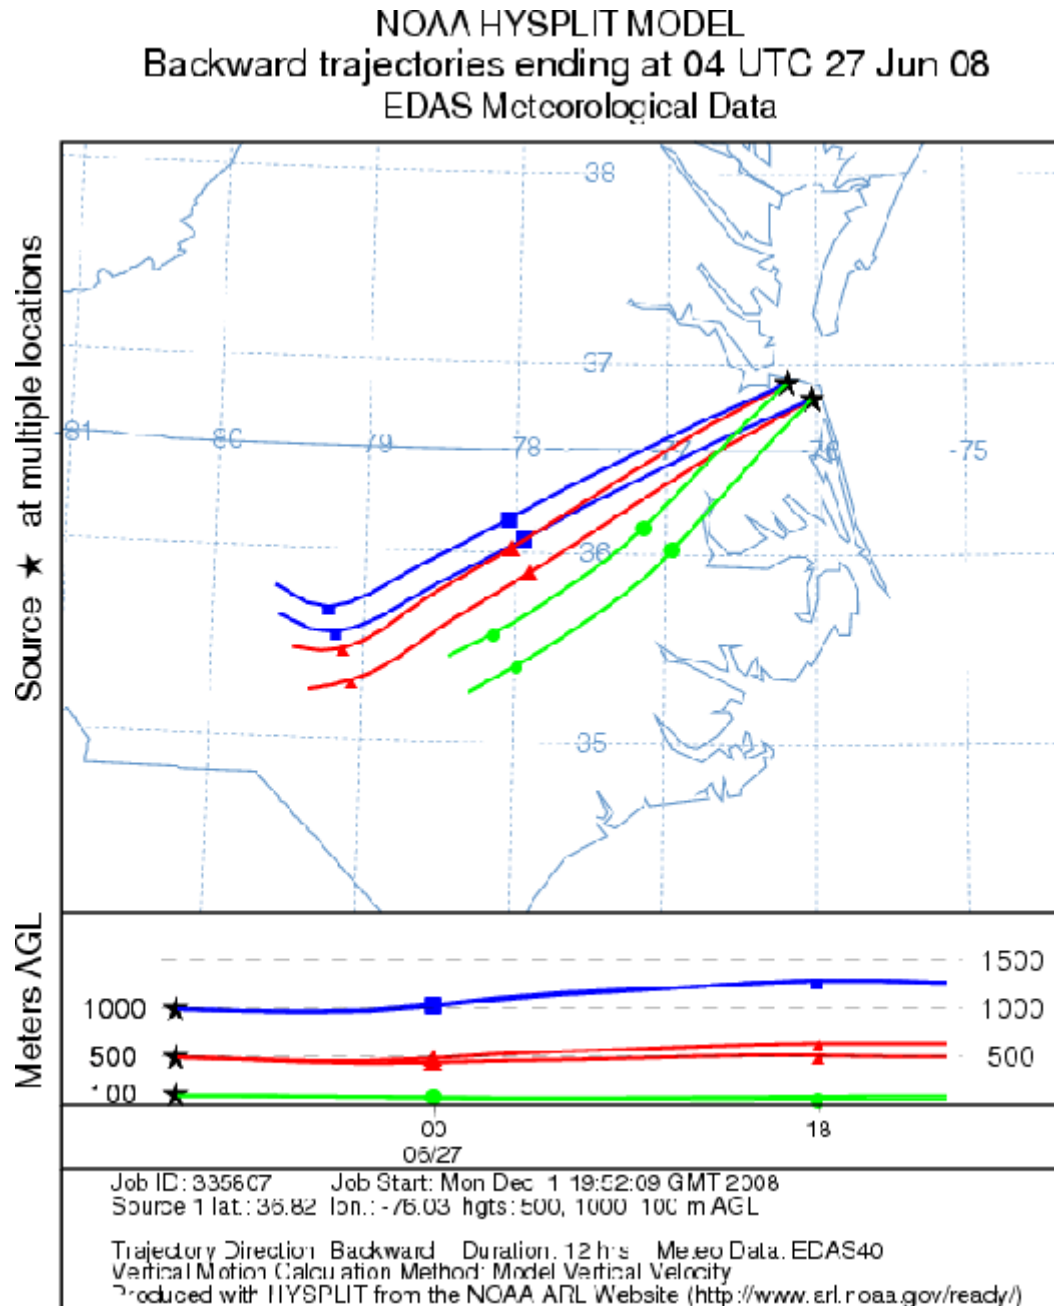 NOAA HYSPLIT MODEL
Backward trajectories ending at 04 UTC 27 Jun 08
EDAS Meteorological Data
Source ★ at multiple locations
38
37
81
80
79
78
77
76
-75
36
35
Meters AGL
1500
1000
1000
500
500
100
00
18
06/27
Job ID: 335807 Job Start: Mon Dec 1 19:52:09 GMT 2008
Source 1 lat.: 36.82 lon.: -76.03 hgts: 500, 1000 100 m AGL
Trajectory Direction: Backward Duration: 12 hrs Meteo Data: EDAS40
Vertical Motion Calculation Method: Model Vertical Velocity
Produced with HYSPLIT from the NOAA ARL Website (http://www.arl.noaa.gov/ready/)